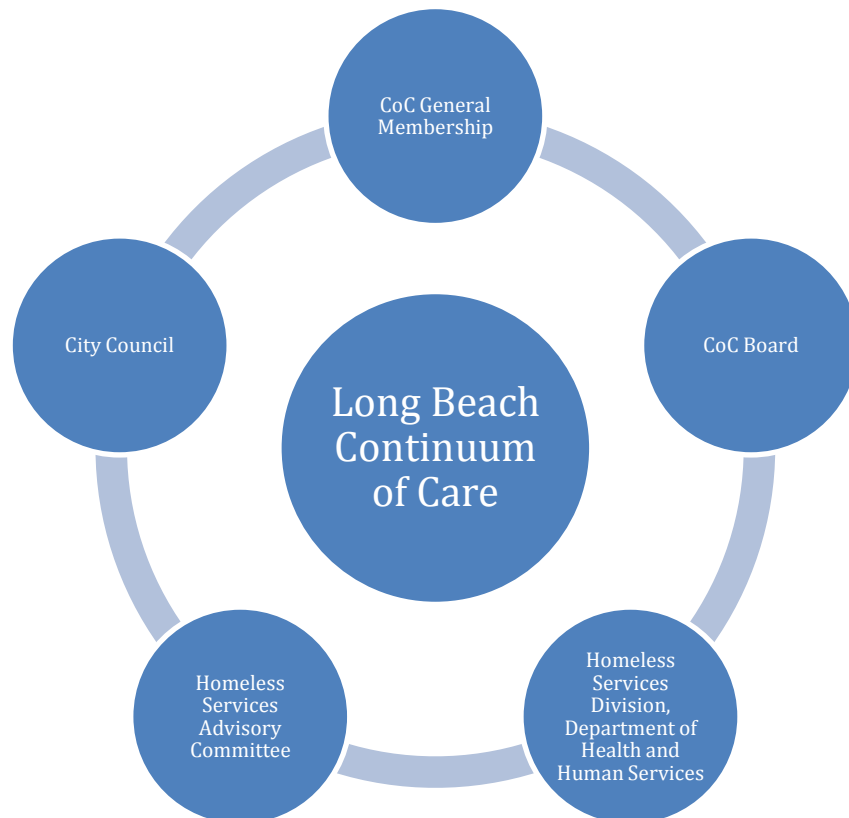 CoC General
Membership
City Council
CoC Board
Long Beach
Continuum
of Care
Homeless
Services
Advisory
Committee
Homeless
Services
Division,
Department of
Health and
Human Services